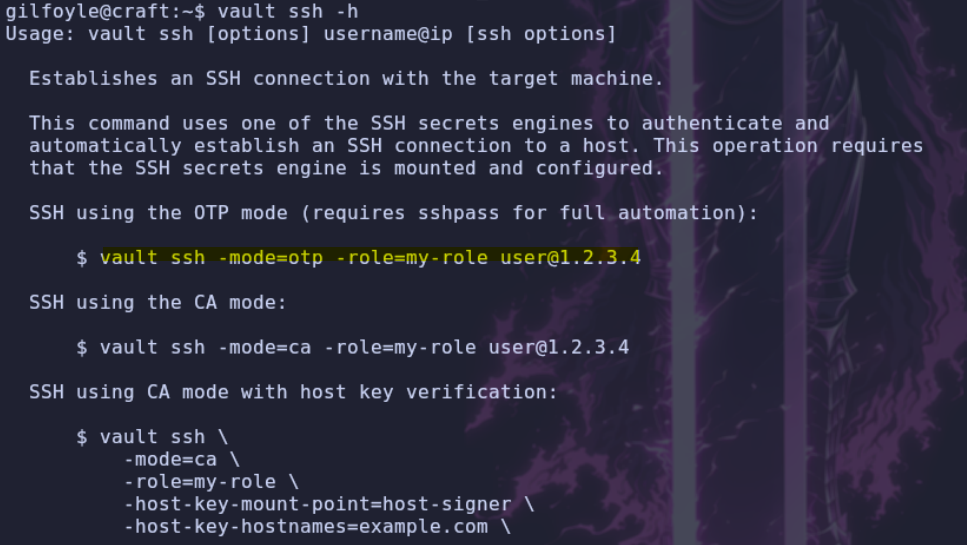 gilfoyle@craft:~$ vault ssh -h
Usage: vault ssh [options] username@ip [ssh options]
Establishes an SSH connection with the target machine.
This command uses one of the SSH secrets engines to authenticate and
automatically establish an SSH connection to a host. This operation requires
that the SSH secrets engine is mounted and configured.
SSH using the OTP mode (requires sshpass for full automation):
$ vault ssh -mode=otp -role=my-role user@1.2.3.4
SSH using the CA mode:
$ vault ssh -mode=ca -role=my-role user@1.2.3.4
SSH using CA mode with host key verification:
$ vault ssh \
-mode=ca \
-role=my-role \
-host-key-mount-point=host-signer \
-host-key-hostnames=example.com \